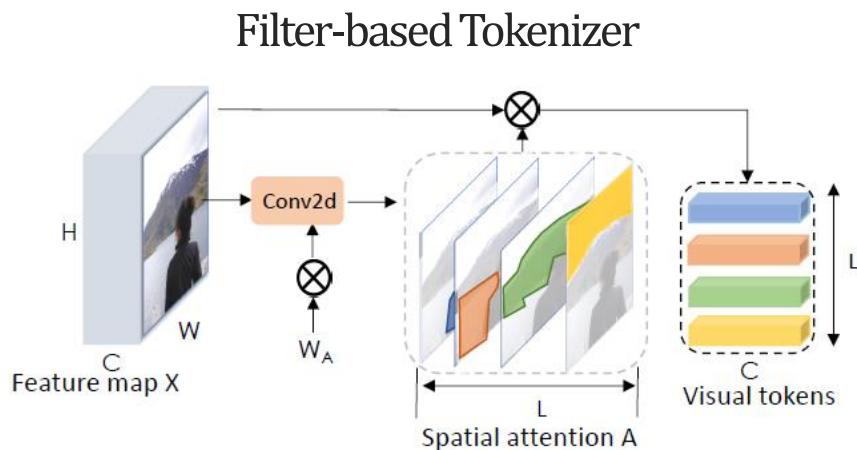 Filter-based Tokenizer
H
W
C
Feature map X
Conv2d
W_A
L
Spatial attention A
L
C
Visual tokens